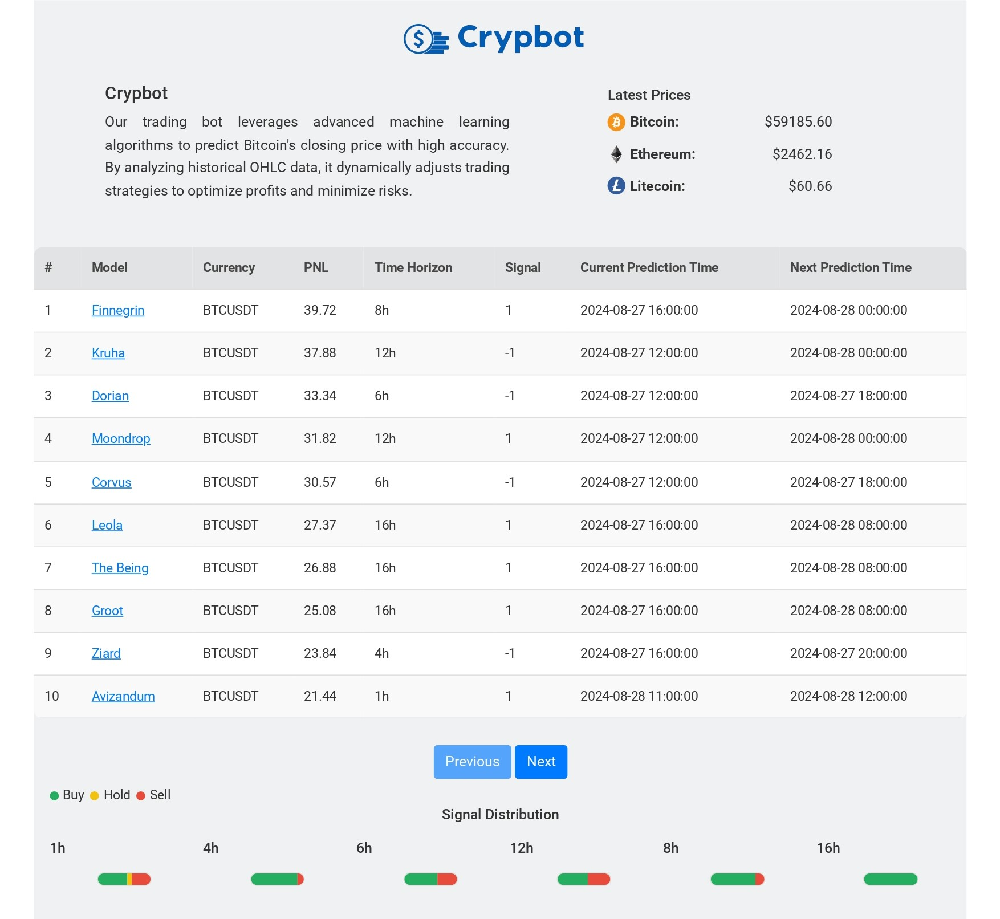 Crypbot
Crypbot
Our trading bot leverages advanced machine learning
algorithms to predict Bitcoin's closing price with high accuracy.
By analyzing historical OHLC data, it dynamically adjusts trading
strategies to optimize profits and minimize risks.
Latest Prices
Bitcoin: $59185.60
Ethereum: $2462.16
Litecoin: $60.66
# Model Currency PNL Time Horizon Signal Current Prediction Time Next Prediction Time
1 Finnegrin BTCUSDT 39.72 8h 1 2024-08-27 16:00:00 2024-08-28 00:00:00
2 Kruha BTCUSDT 37.88 12h -1 2024-08-27 12:00:00 2024-08-28 00:00:00
3 Dorian BTCUSDT 33.34 6h -1 2024-08-27 12:00:00 2024-08-27 18:00:00
4 Moondrop BTCUSDT 31.82 12h 1 2024-08-27 12:00:00 2024-08-28 00:00:00
5 Corvus BTCUSDT 30.57 6h -1 2024-08-27 12:00:00 2024-08-27 18:00:00
6 Leola BTCUSDT 27.37 16h 1 2024-08-27 16:00:00 2024-08-28 08:00:00
7 The Being BTCUSDT 26.88 16h 1 2024-08-27 16:00:00 2024-08-28 08:00:00
8 Groot BTCUSDT 25.08 16h 1 2024-08-27 16:00:00 2024-08-28 08:00:00
9 Ziard BTCUSDT 23.84 4h -1 2024-08-27 16:00:00 2024-08-27 20:00:00
10 Avizandum BTCUSDT 21.44 1h 1 2024-08-28 11:00:00 2024-08-28 12:00:00
Previous Next
Buy Hold Sell
Signal Distribution
1h 4h 6h 12h 8h 16h